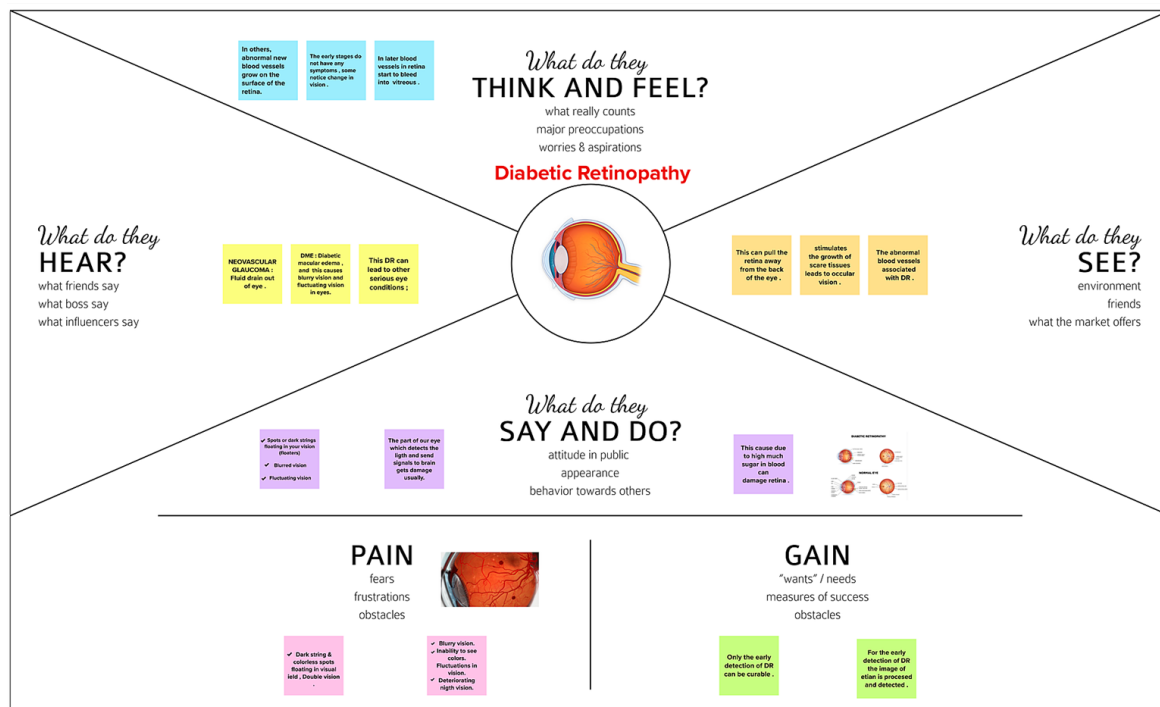 In others,
abnormal new
blood vessels
grow on the
surface of the
retina.
The early stages do
not have any
symptoms , some
notice change in
vision .
In later blood
vessels in retina
start to bleed
into vitreous .
What do they
THINK AND FEEL?
what really counts
major preoccupations
worries & aspirations
Diabetic Retinopathy
What do they
HEAR?
what friends say
what boss say
what influencers say
NEOVASCULAR
GLAUCOMA :
Fluid drain out
of eye .
DME : Diabetic
macular edema ,
and this causes
blurry vision and
fluctuating vision
in eyes.
This DR can
lead to other
serious eye
conditions ;
This can pull the
retina away
from the back of
the eye .
stimulates
the growth of
scare tissues
leads to occular
vision .
The abnormal
blood vessels
associated
with DR .
What do they
SEE?
environment
friends
what the market offers
What do they
SAY AND DO?
attitude in public
appearance
behavior towards others
✓ Spots or dark strings
floating in your vision
(floaters)
✓ Blurred vision
✓ Fluctuating vision
The part of our eye
which detects the
ligth and send
signals to brain
gets damage
usually.
This cause due
to high much
sugar in blood
can
damage retina .
DIABETIC RETINOPATHY
NORMAL EYE
PAIN
fears
frustrations
obstacles
✓ Dark string &
colorless spots
floating in visual
ield , Double vision
.
✓ Blurry vision.
✓ Inability to see
colors.
Fluctuations in
vision.
✓ Deteriorating
nigth vision.
GAIN
"wants" / needs
measures of success
obstacles
Only the early
detection of DR
can be curable .
For the early
detection of DR
the image of
etian is procesed
and detected .